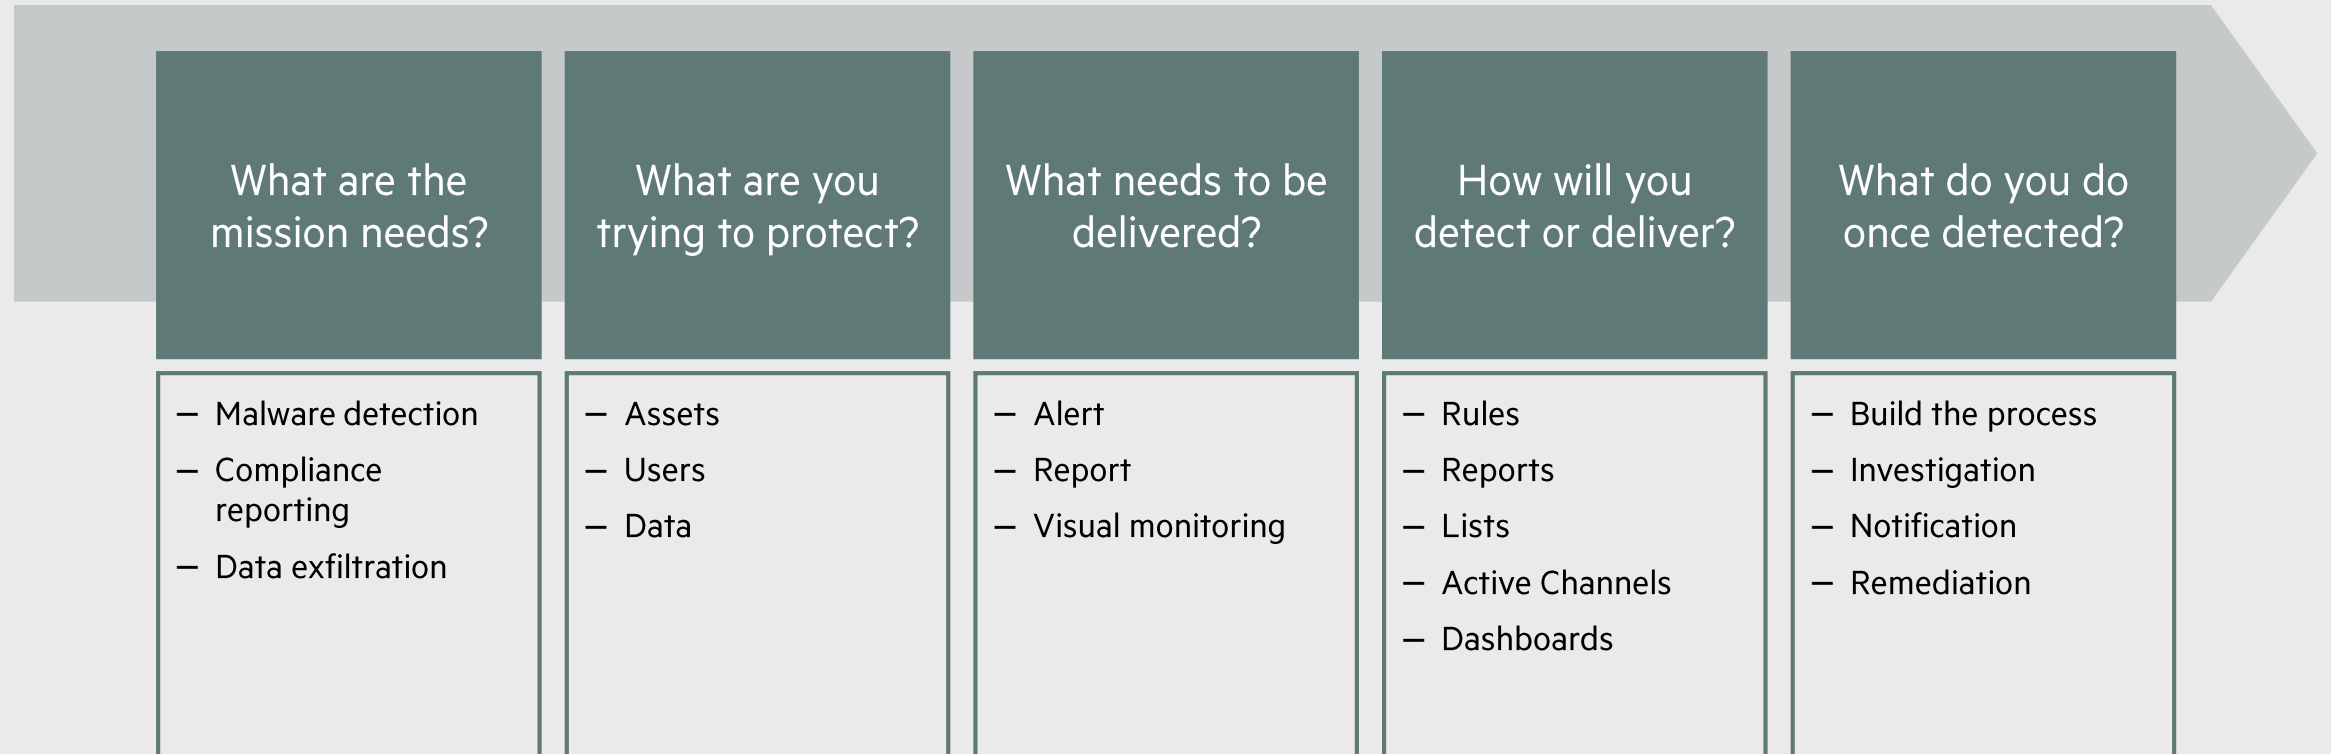 What are the
mission needs?
What are you
trying to protect?
What needs to be
delivered?
How will you
detect or deliver?
What do you do
once detected?
– Malware detection
– Compliance
reporting
– Data exfiltration
– Assets
– Users
– Data
– Alert
– Report
– Visual monitoring
– Rules
– Reports
– Lists
– Active Channels
– Dashboards
– Build the process
– Investigation
– Notification
– Remediation